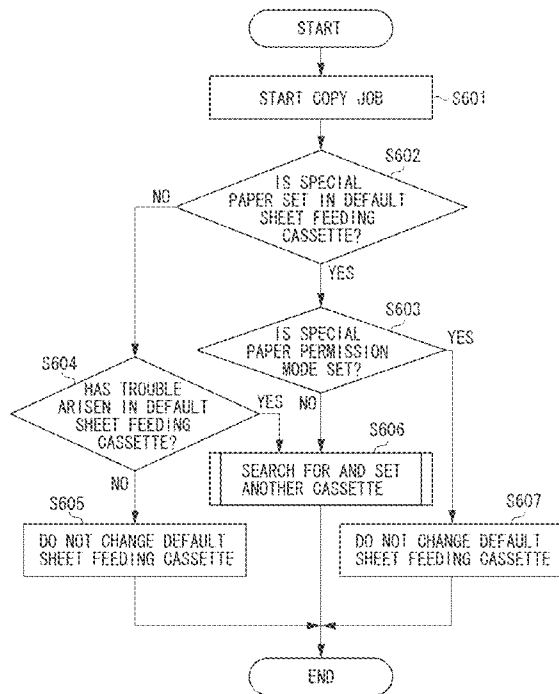 START
START COPY JOB
S601
S602
IS SPECIAL
PAPER SET IN DEFAULT
SHEET FEEDING
CASSETTE?
NO
YES
S603
IS SPECIAL
PAPER PERMISSION
MODE SET?
YES
NO
S604
HAS TROUBLE
ARISEN IN DEFAULT
SHEET FEEDING
CASSETTE?
YES
NO
S606
SEARCH FOR AND SET
ANOTHER CASSETTE
S605
DO NOT CHANGE DEFAULT
SHEET FEEDING CASSETTE
S607
DO NOT CHANGE DEFAULT
SHEET FEEDING CASSETTE
END